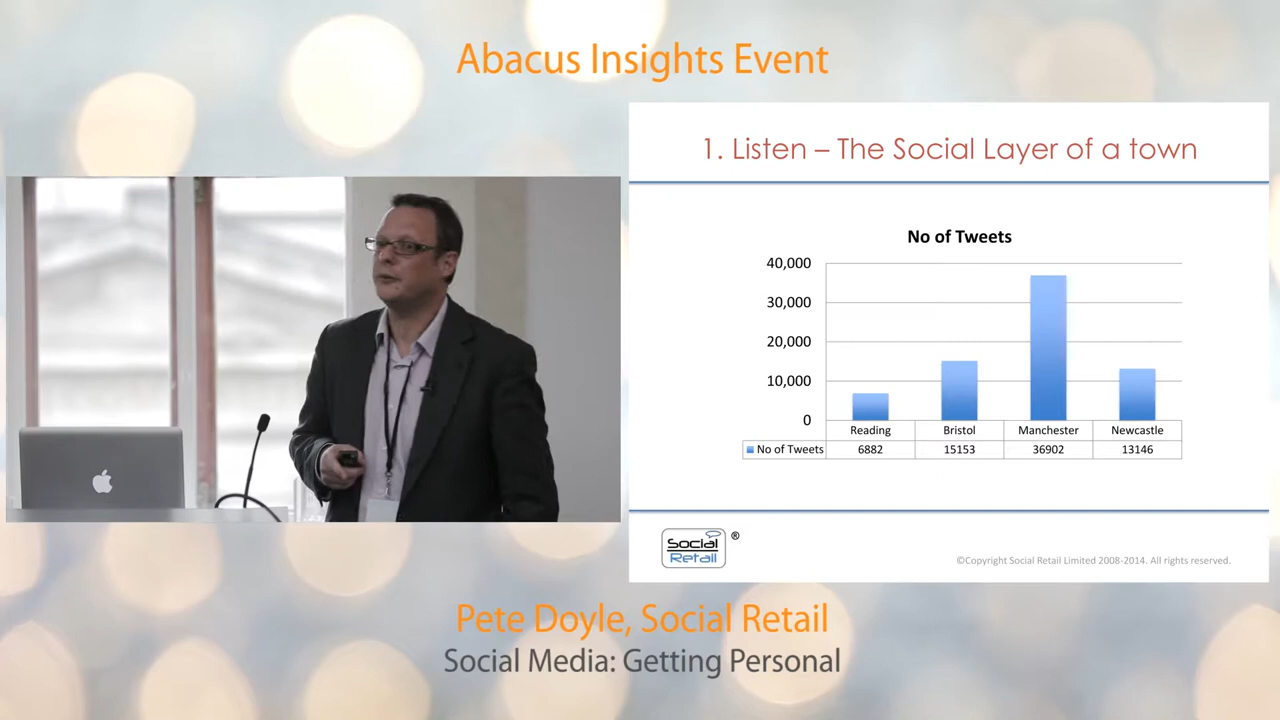 Abacus Insights Event
1. Listen – The Social Layer of a town
No of Tweets
40,000
30,000
20,000
10,000
0
Reading Bristol Manchester Newcastle
No of Tweets 6882 15153 36902 13146
Social
Retail
®
©Copyright Social Retail Limited 2008-2014. All rights reserved.
Pete Doyle, Social Retail
Social Media: Getting Personal